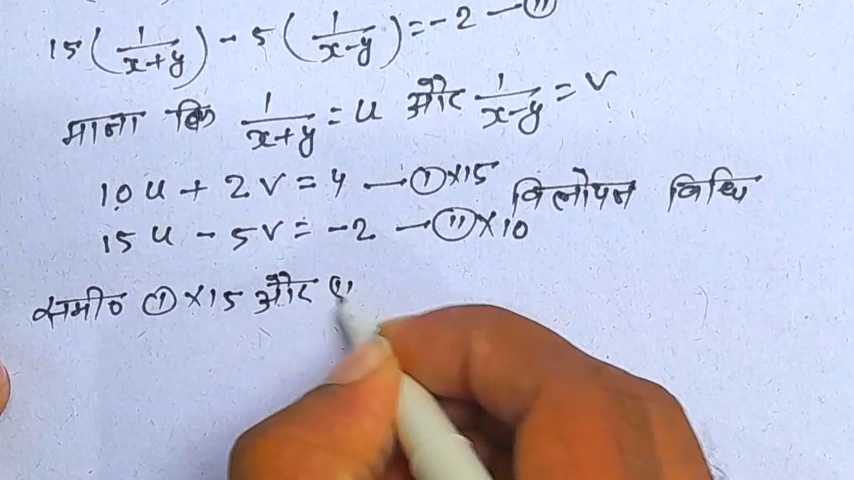 15(1/x+y) - 5(1/x-y) = -2 —(ii)
माना कि 1/x+y = u और 1/x-y = v
10u + 2v = 4 —(i)×15 विलोपन विधि
15u - 5v = -2 —(ii)×10
समी० (i)×15 और